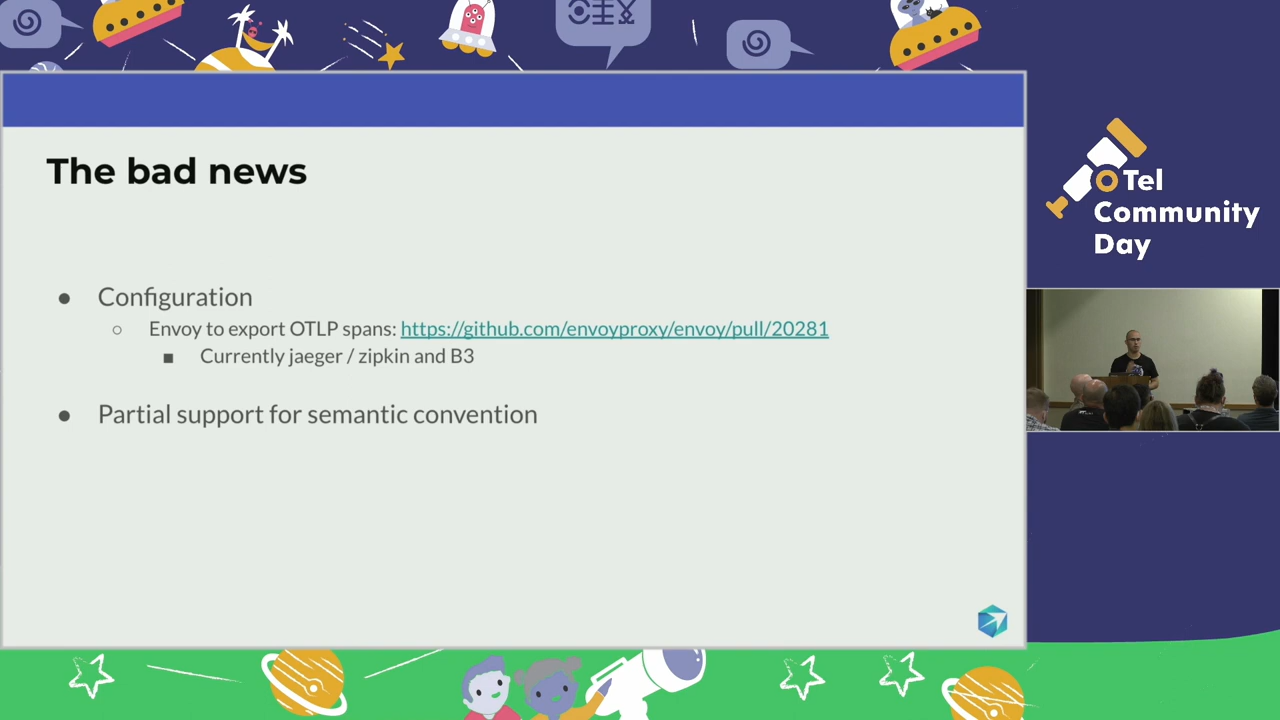 The bad news
● Configuration
○ Envoy to export OTLP spans: https://github.com/envoyproxy/envoy/pull/20281
■ Currently jaeger / zipkin and B3
● Partial support for semantic convention
OTel
Community
Day